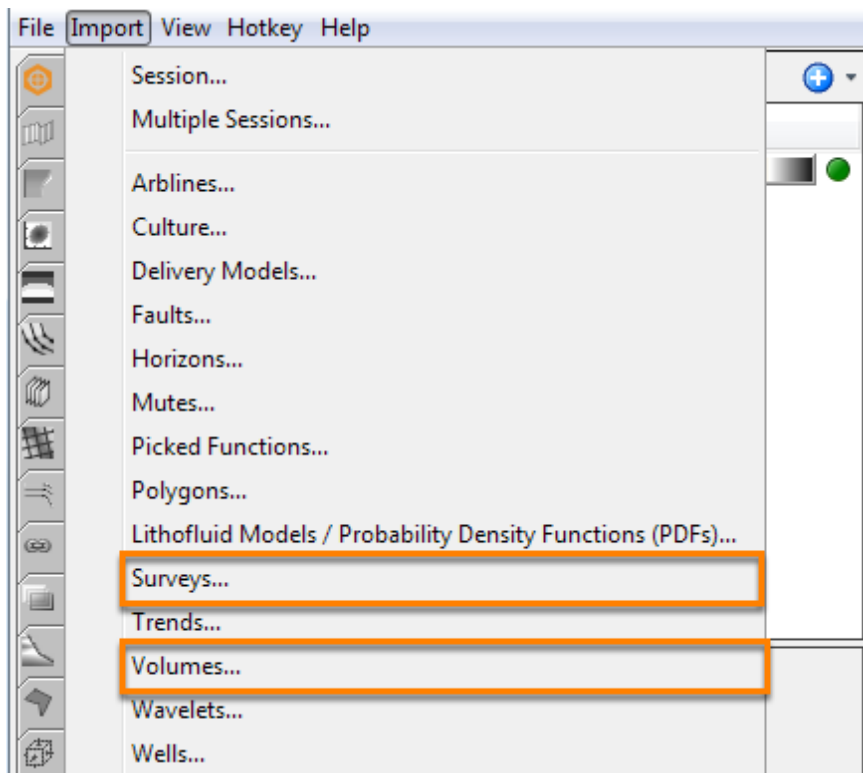 File Import View Hotkey Help
Session...
Multiple Sessions...
Arblines...
Culture...
Delivery Models...
Faults...
Horizons...
Mutes...
Picked Functions...
Polygons...
Lithofluid Models / Probability Density Functions (PDFs)...
Surveys...
Trends...
Volumes...
Wavelets...
Wells...